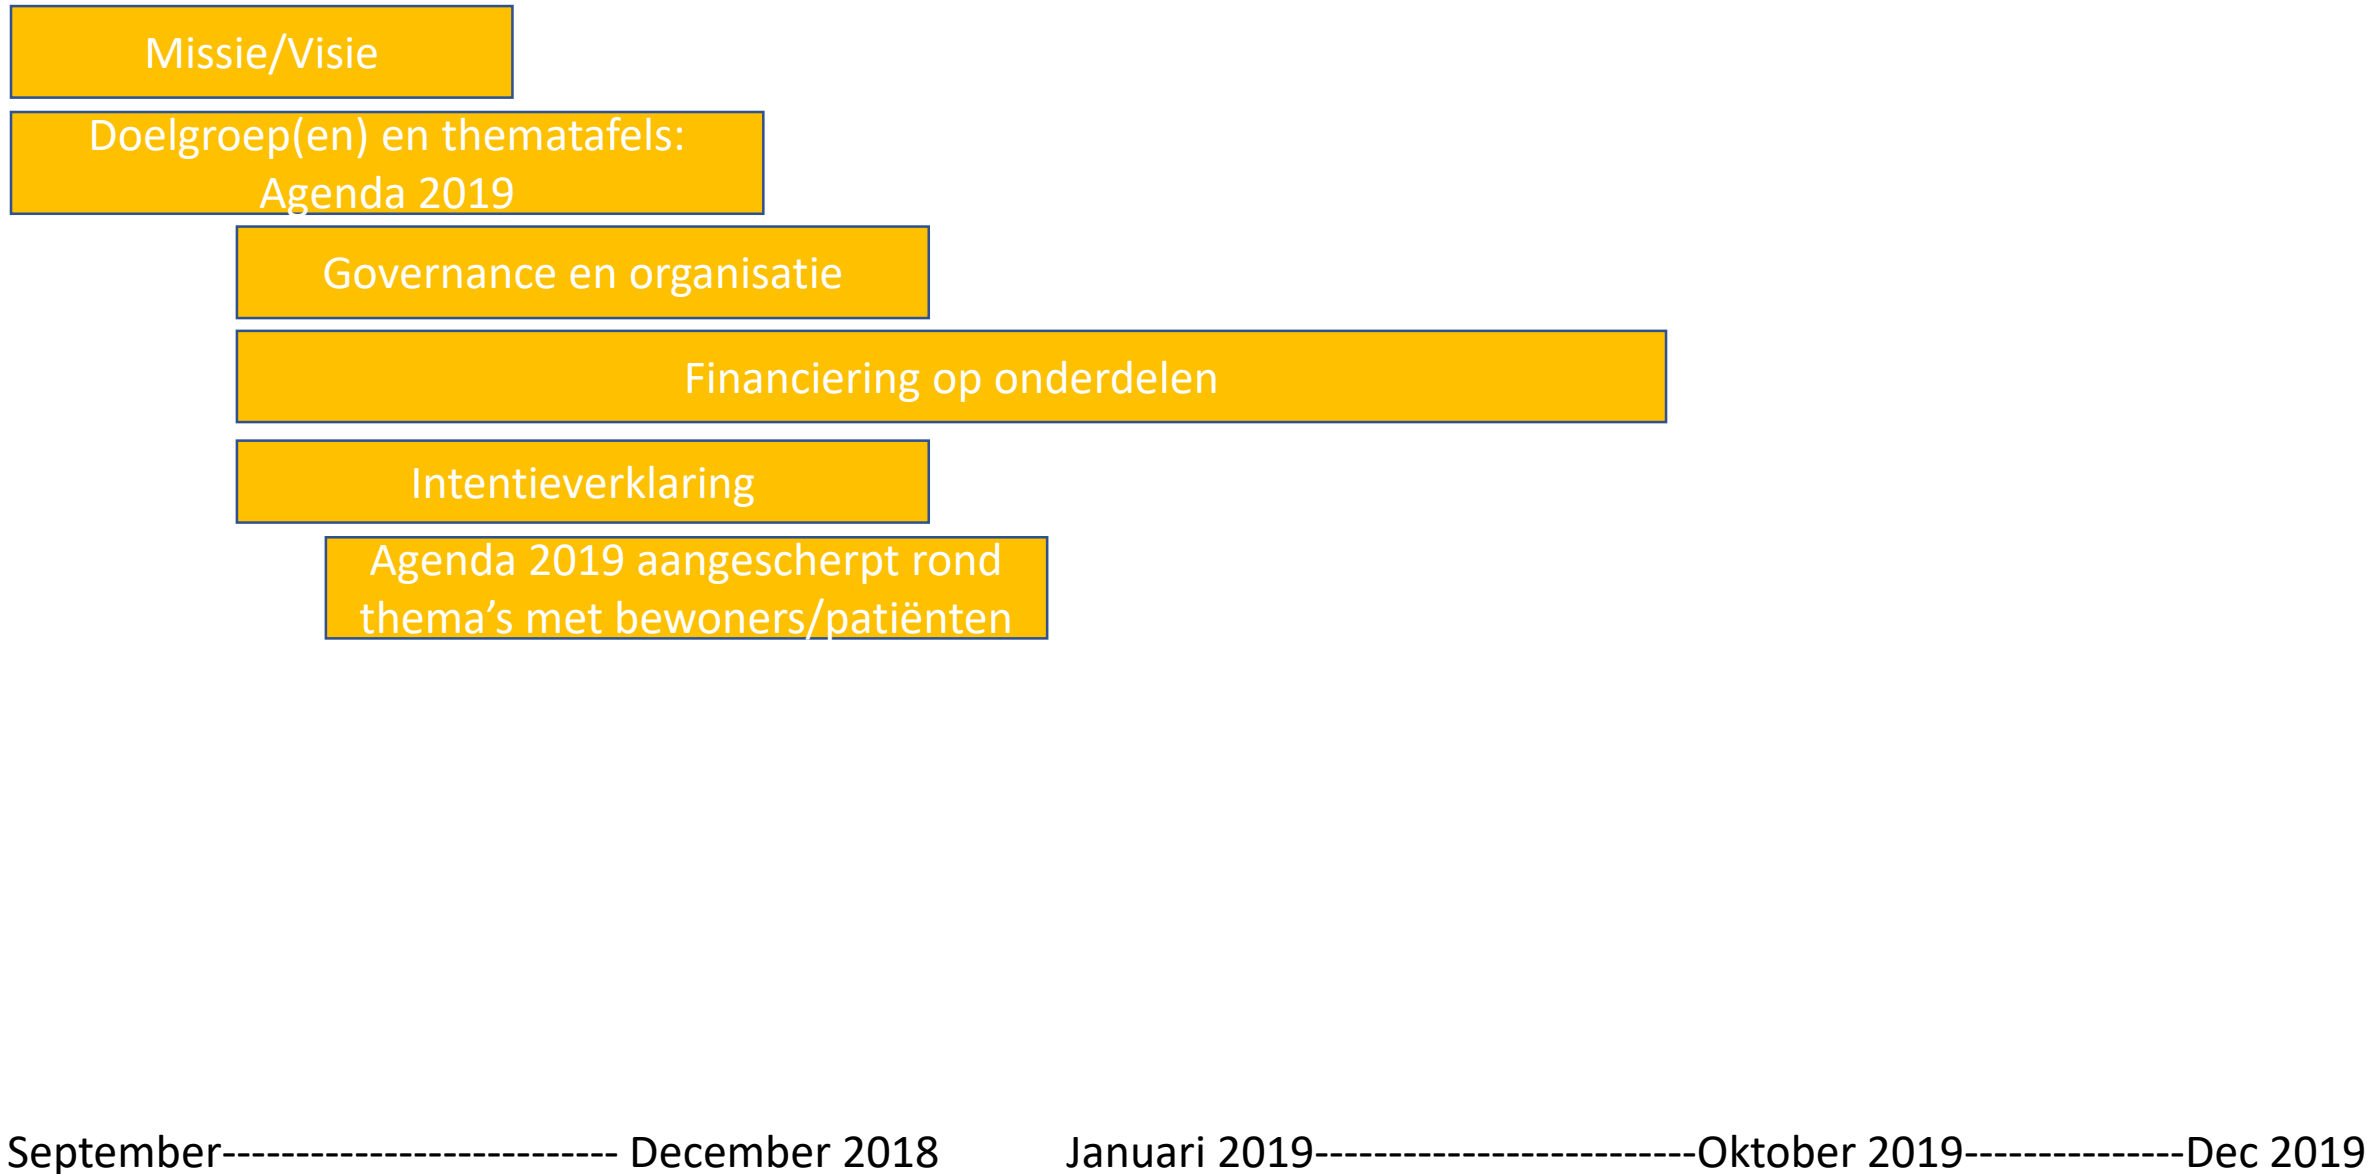 Missie/Visie
Doelgroep(en) en thematafels:
Agenda 2019
Governance en organisatie
Financiering op onderdelen
Intentieverklaring
Agenda 2019 aangescherpt rond
thema’s met bewoners/patiënten
September--------------------------- December 2018 Januari 2019--------------------------Oktober 2019---------------Dec 2019